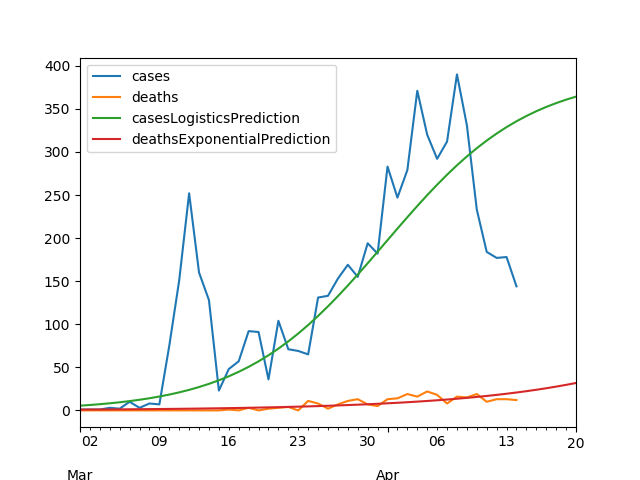 400
350
300
250
200
150
100
50
0
cases
deaths
casesLogisticsPrediction
deathsExponentialPrediction
02 09 16 23 30 06 13 20
Mar Apr